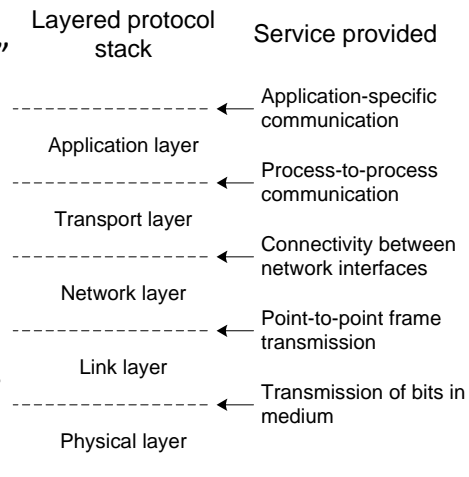 Layered protocol
stack
Service provided
”
Application-specific
communication
Application layer
Process-to-process
communication
Transport layer
Connectivity between
network interfaces
Network layer
Point-to-point frame
transmission
Link layer
Transmission of bits in
medium
Physical layer